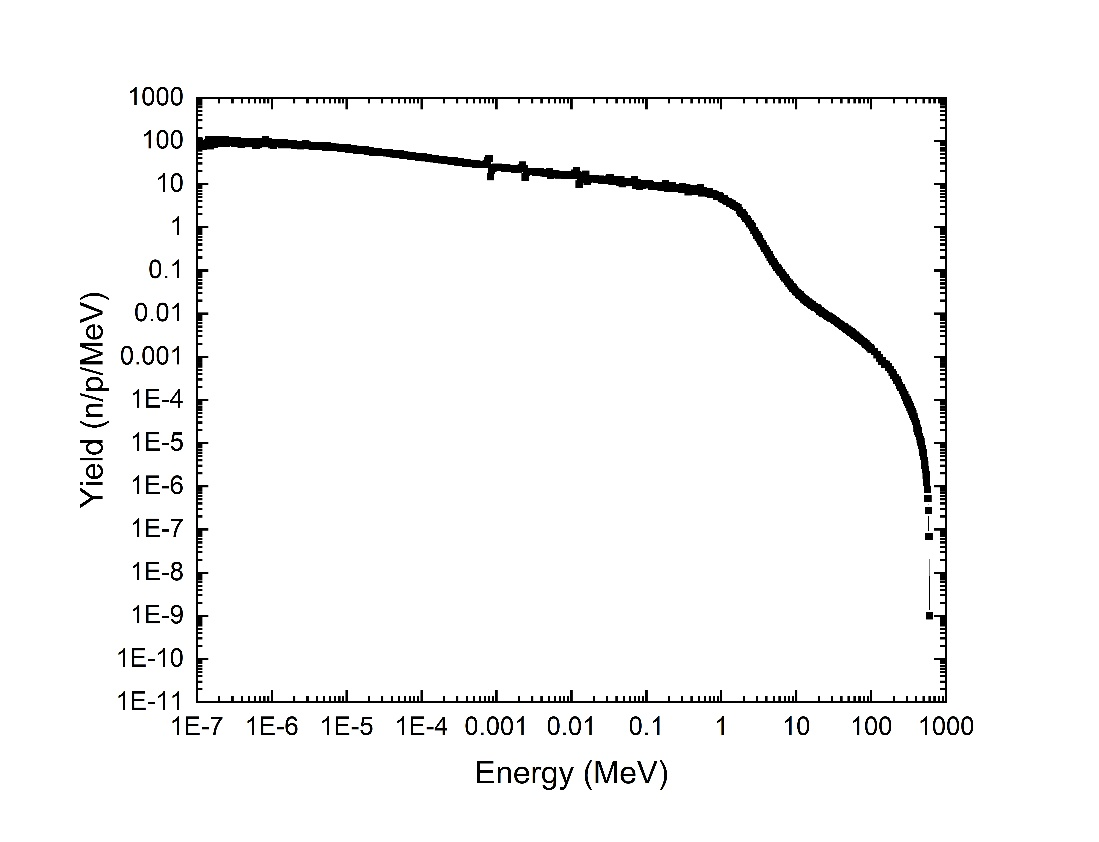 1000
100
10
1
0.1
0.01
0.001
1E-4
1E-5
1E-6
1E-7
1E-8
1E-9
1E-10
1E-11
Yield (n/p/MeV)
1E-7 1E-6 1E-5 1E-4 0.001 0.01 0.1 1 10 100 1000
Energy (MeV)